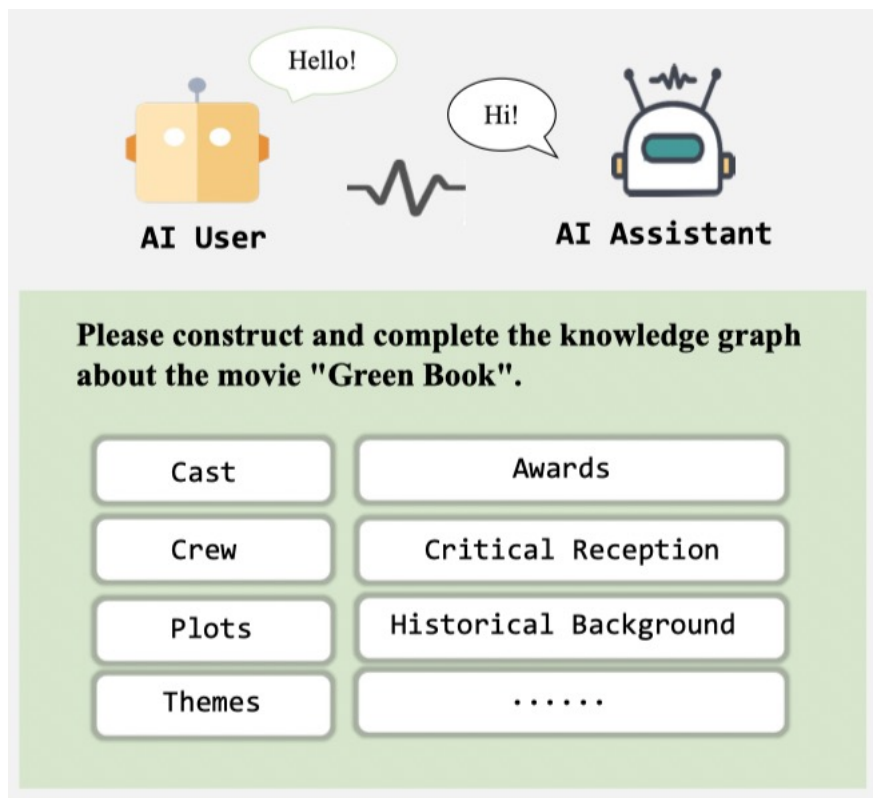 Hello!
Hi!
AI User
AI Assistant
Please construct and complete the knowledge graph
about the movie "Green Book".
Cast
Awards
Crew
Critical Reception
Plots
Historical Background
Themes
......